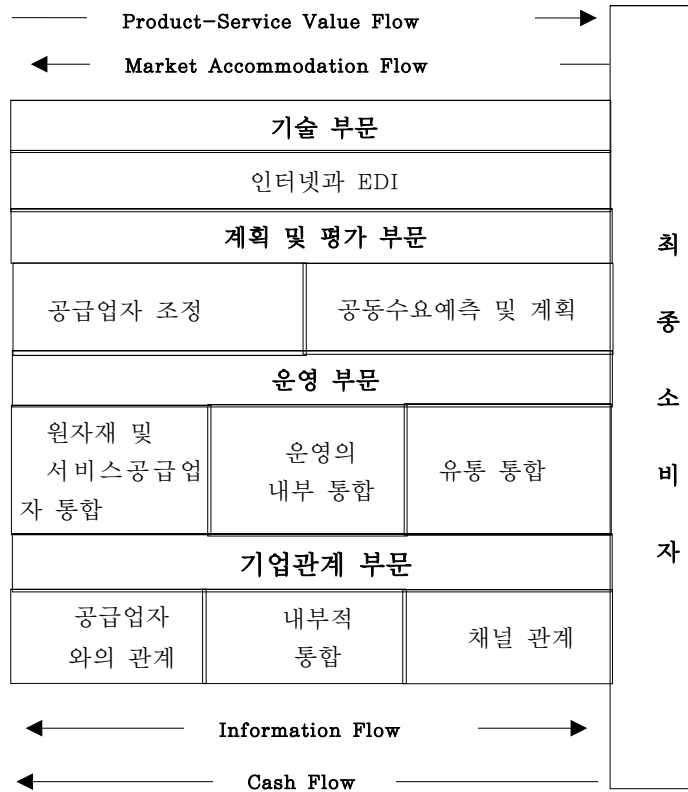 Product-Service Value Flow
Market Accommodation Flow
기술 부문
인터넷과 EDI
계획 및 평가 부문
공급업자 조정
공동수요예측 및 계획
운영 부문
원자재 및
서비스공급업
자 통합
운영의
내부 통합
유통 통합
기업관계 부문
공급업자
와의 관계
내부적
통합
채널 관계
Information Flow
Cash Flow
최
종
소
비
자